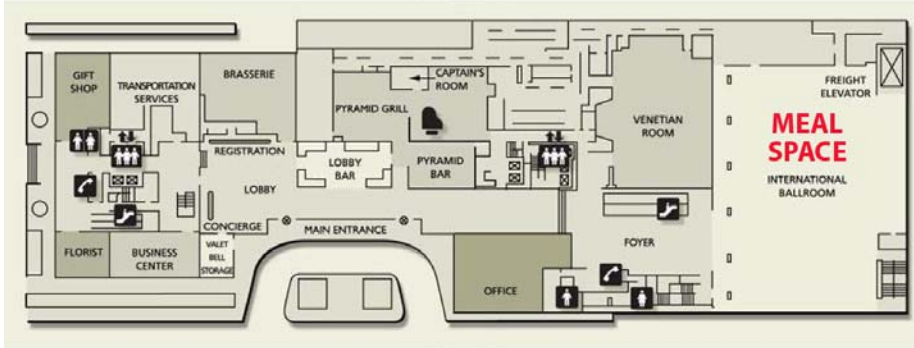 GIFT
SHOP
TRANSPORTATION
SERVICES
BRASSERIE
CAPTAIN'S
ROOM
PYRAMID GRILL
VENETIAN
ROOM
FREIGHT
ELEVATOR
MEAL
SPACE
INTERNATIONAL
BALLROOM
REGISTRATION
LOBBY
LOBBY
BAR
PYRAMID
BAR
CONCIERGE
MAIN ENTRANCE
FLORIST
BUSINESS
CENTER
VALET
BELL
STORAGE
FOYER
OFFICE